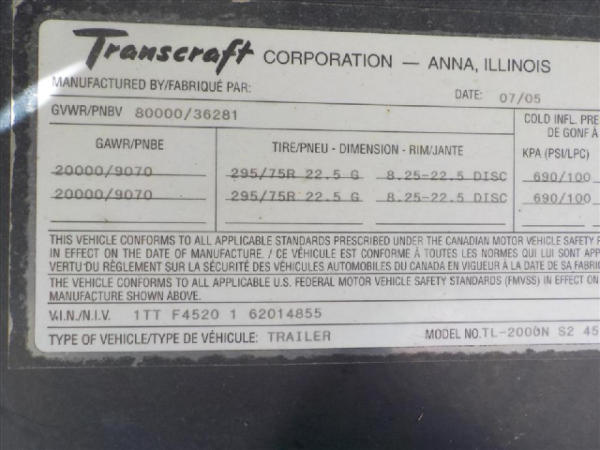 Transcraft CORPORATION — ANNA, ILLINOIS
MANUFACTURED BY/FABRIQUÉ PAR:
DATE: 07/05
GVWR/PNBV 80000/36281
COLD INFL. PRE
DE GONF À
GAWR/PNBE TIRE/PNEU - DIMENSION - RIM/JANTE KPA (PSI/LPC)
20000/9070 295/75R 22.5 G 8.25-22.5 DISC 690/100
20000/9070 295/75R 22.5 G 8.25-22.5 DISC 690/100
THIS VEHICLE CONFORMS TO ALL APPLICABLE STANDARDS PRESCRIBED UNDER THE CANADIAN MOTOR VEHICLE SAFETY
IN EFFECT ON THE DATE OF MANUFACTURE. / CE VÉHICULE EST CONFORME À TOUTES LES NORMES QUI LUI SONT
VERTU DU RÈGLEMENT SUR LA SÉCURITÉ DES VÉHICULES AUTOMOBILES DU CANADA EN VIGUEUR À LA DATE DE SA FABRI
THE VEHICLE CONFORMS TO ALL APPLICABLE U.S. FEDERAL MOTOR VEHICLE SAFETY STANDARDS (FMVSS) IN EFFECT ON
MANUFACTURE SHOWN ABOVE.
V.I.N./N.I.V. 1TT F4520 1 62014855
TYPE OF VEHICLE/TYPE DE VÉHICULE: TRAILER MODEL NO. TL-2000N S2 45